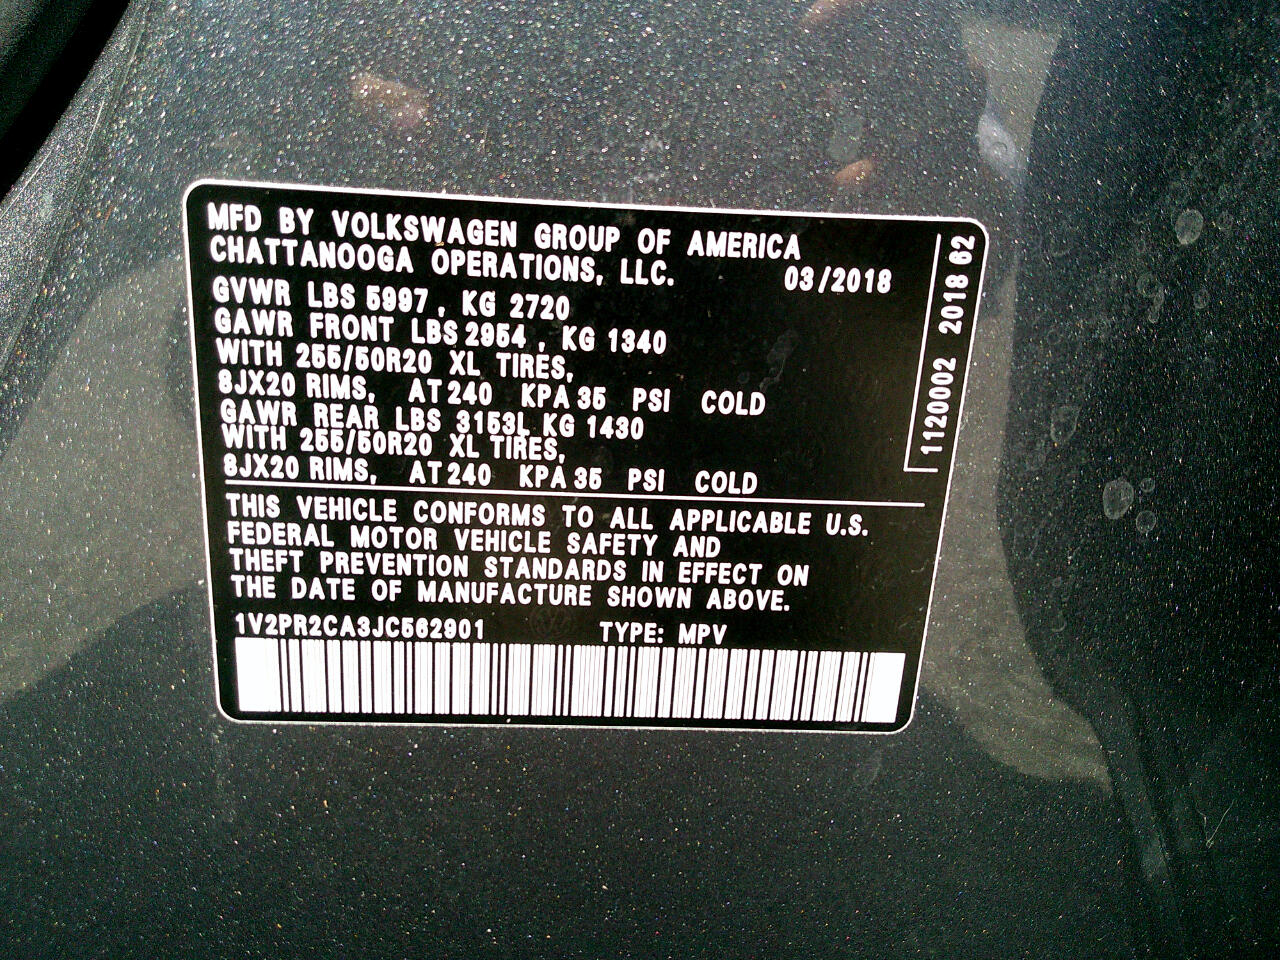 MFD BY VOLKSWAGEN GROUP OF AMERICA
CHATTANOOGA OPERATIONS, LLC. 03/2018
GVWR LBS 5997 , KG 2720
GAWR FRONT LBS 2954 , KG 1340
WITH 255/50R20 XL TIRES,
8JX20 RIMS, AT 240 KPA 35 PSI COLD
GAWR REAR LBS 3153L KG 1430
WITH 255/50R20 XL TIRES,
8JX20 RIMS, AT 240 KPA 35 PSI COLD
THIS VEHICLE CONFORMS TO ALL APPLICABLE U.S.
FEDERAL MOTOR VEHICLE SAFETY AND
THEFT PREVENTION STANDARDS IN EFFECT ON
THE DATE OF MANUFACTURE SHOWN ABOVE.
1V2PR2CA3JC562901 TYPE: MPV
1120002 2018 62